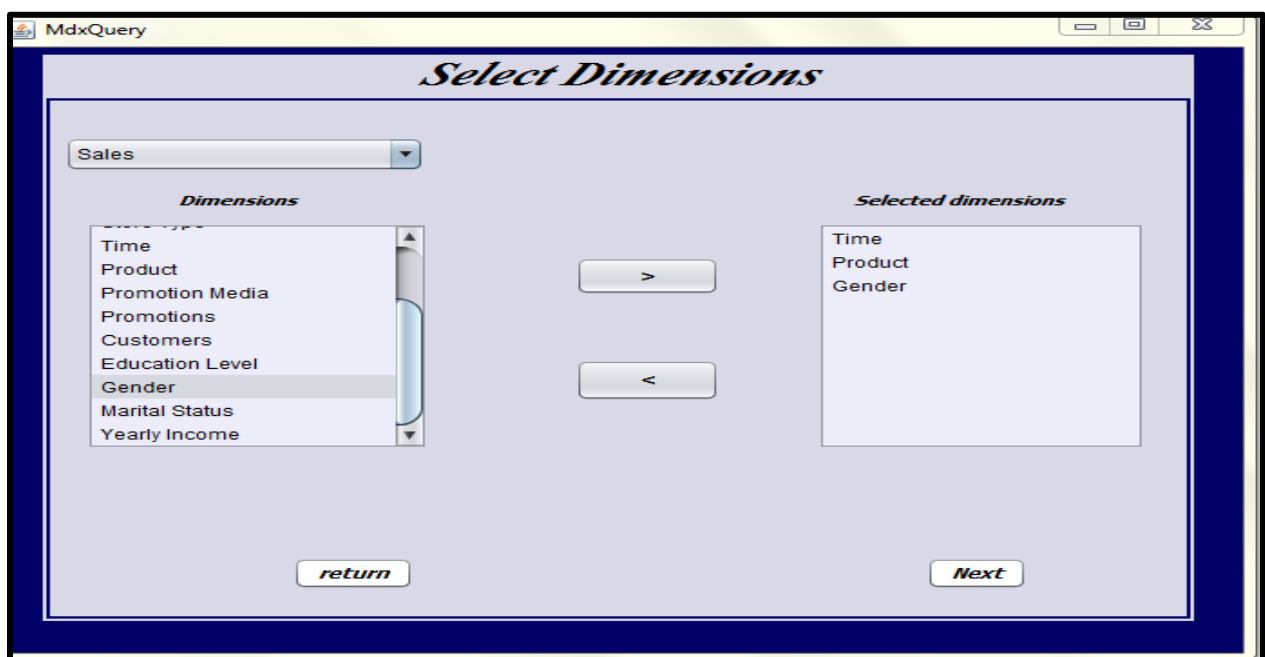 MdxQuery
Select Dimensions
Sales
Dimensions
Time
Product
Promotion Media
Promotions
Customers
Education Level
Gender
Marital Status
Yearly Income
>
<
Selected dimensions
Time
Product
Gender
return
Next